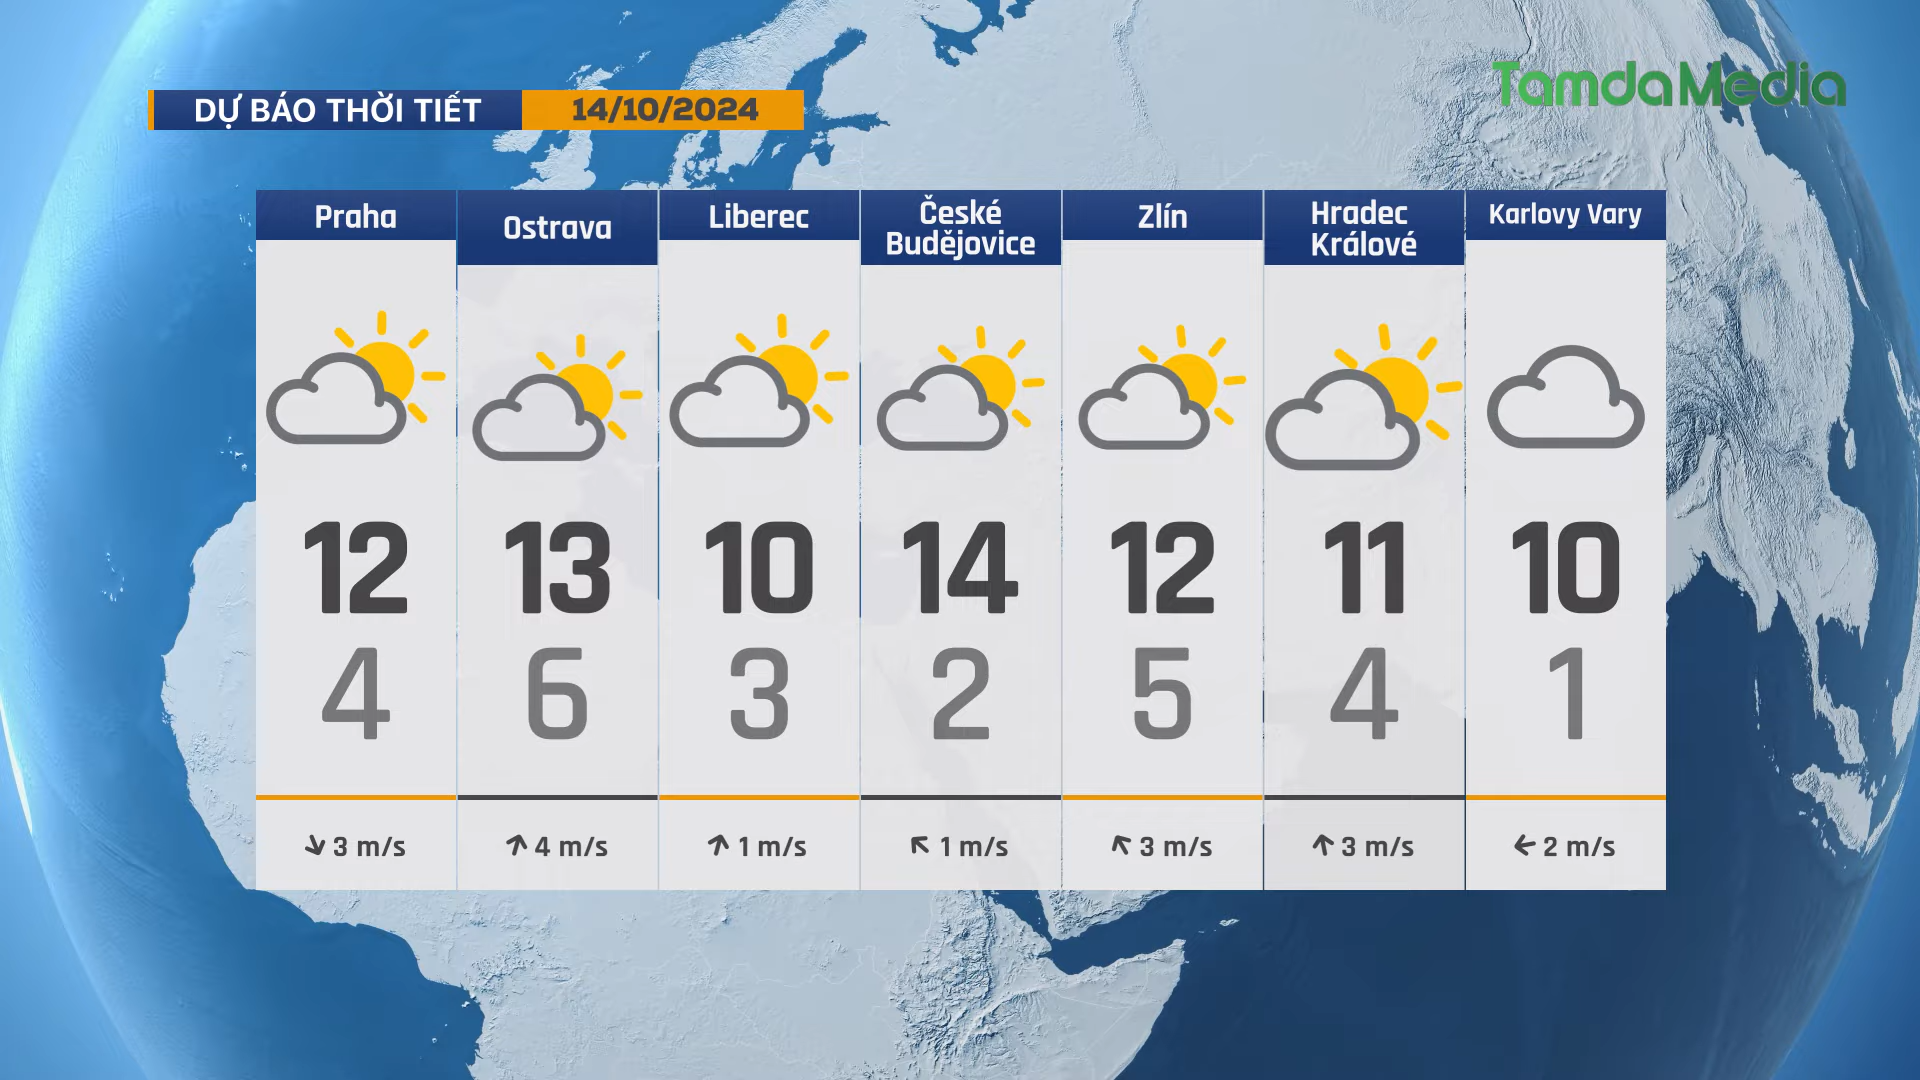 DỰ BÁO THỜI TIẾT 14/10/2024
TamdaMedia
Praha
Ostrava
Liberec
České
Budějovice
Zlín
Hradec
Králové
Karlovy Vary
12 13 10 14 12 11 10
4 6 3 2 5 4 1
3 m/s 4 m/s 1 m/s 1 m/s 3 m/s 3 m/s 2 m/s